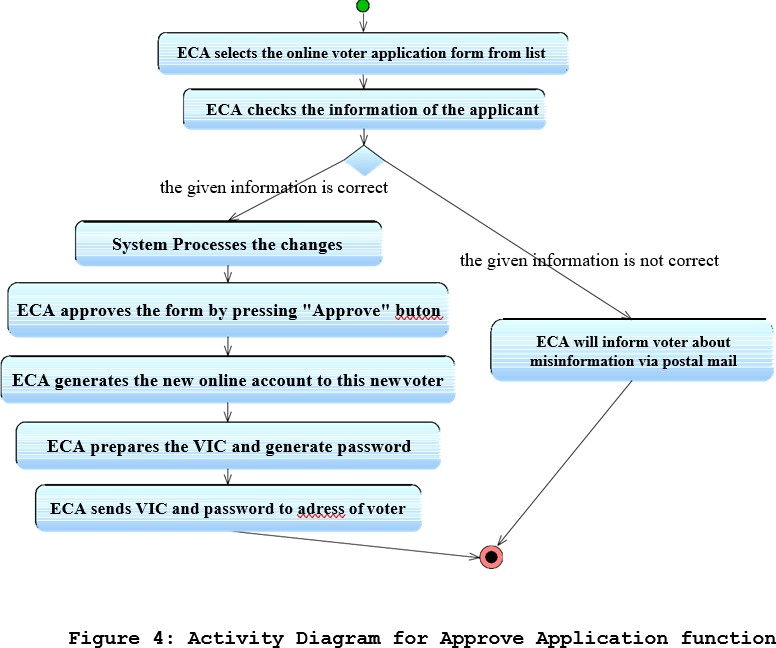 ECA selects the online voter application form from list
ECA checks the information of the applicant
the given information is correct
System Processes the changes
the given information is not correct
ECA approves the form by pressing "Approve" buton
ECA will inform voter about
misinformation via postal mail
ECA generates the new online account to this newvoter
ECA prepares the VIC and generate password
ECA sends VIC and password to adress of voter
Figure 4: Activity Diagram for Approve Application function